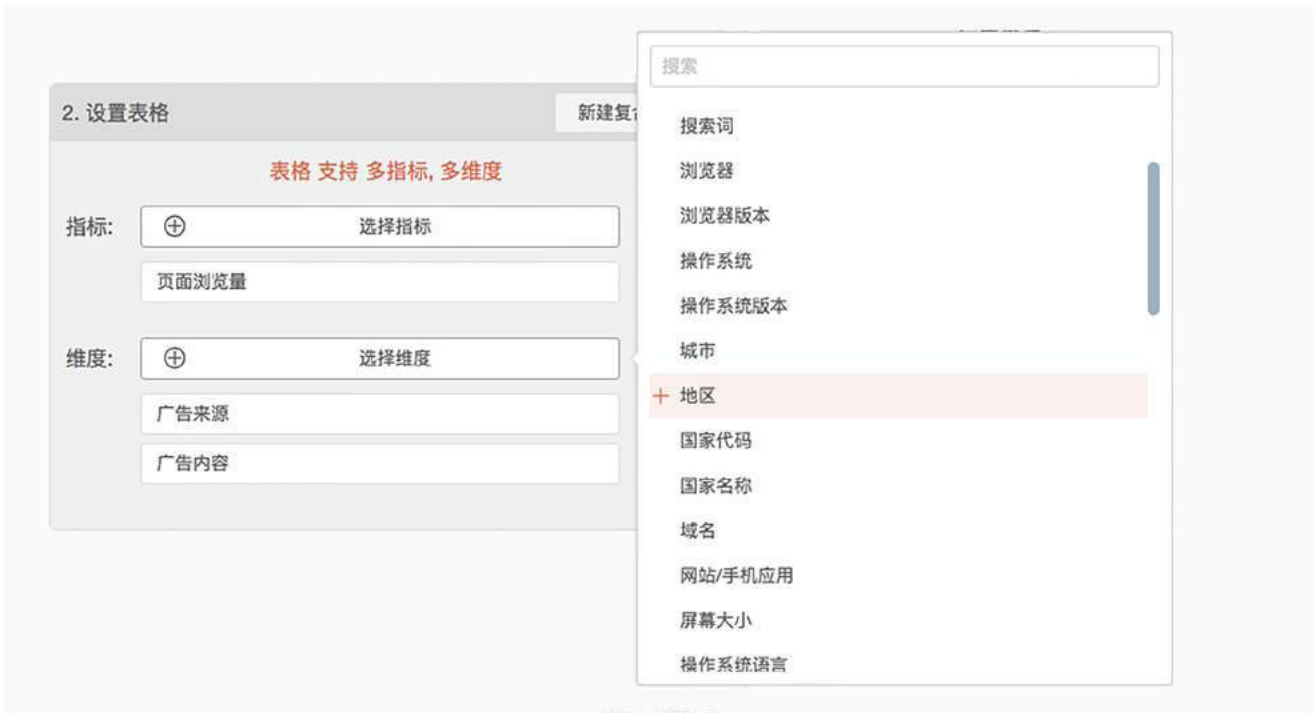 2. 设置表格
新建复合
表格 支持 多指标, 多维度
指标:
选择指标
页面浏览量
维度:
选择维度
广告来源
广告内容
搜索
搜索词
浏览器
浏览器版本
操作系统
操作系统版本
城市
地区
国家代码
国家名称
域名
网站/手机应用
屏幕大小
操作系统语言